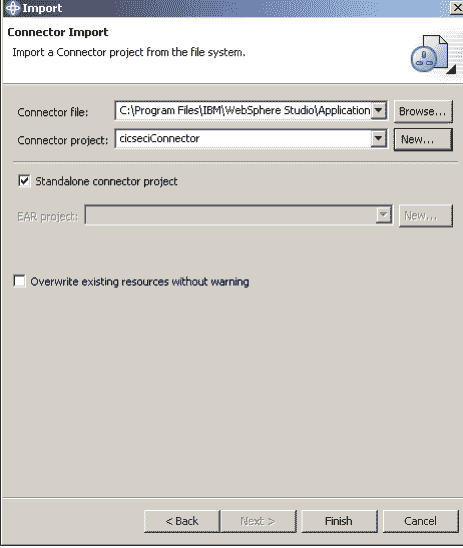 Import
Connector Import
Import a Connector project from the file system.
Connector file: C:\Program Files\IBM\WebSphere Studio\Application Browse...
Connector project: cicseciConnector New...
Standalone connector project
EAR project: New...
Overwrite existing resources without warning
< Back Next > Finish Cancel